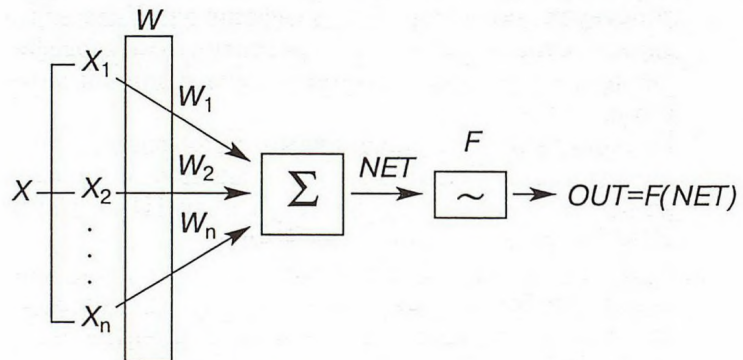 W
X₁
W₁
X
X₂
W₂
Σ
NET
F
~
OUT=F(NET)
.
.
.
Wₙ
Xₙ